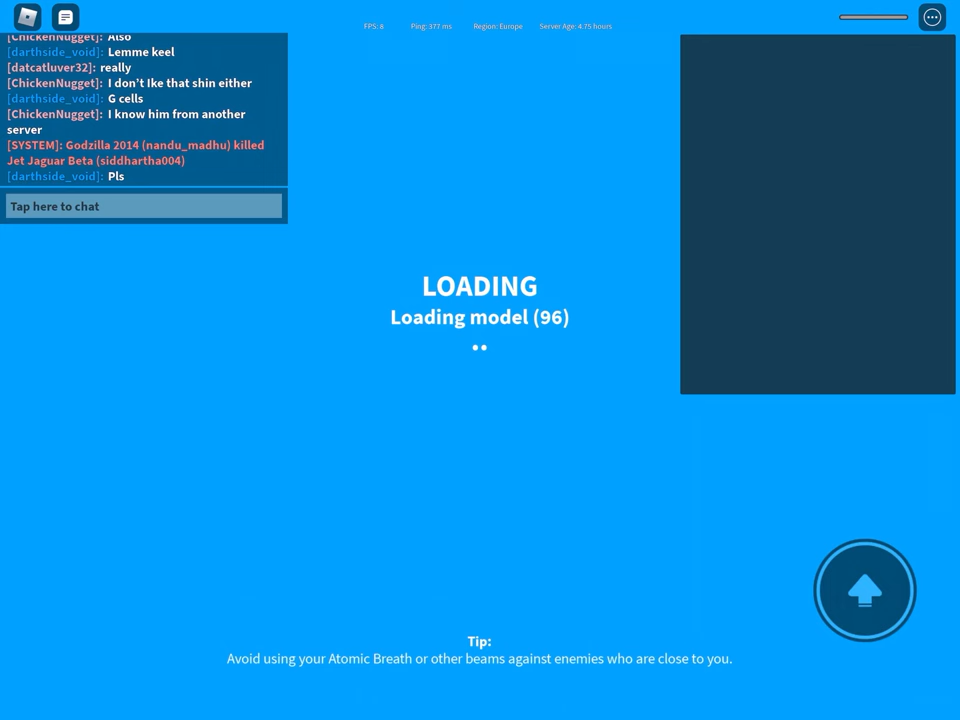 FPS: 8 Ping: 377 ms Region: Europe Server Age: 4.75 hours
[ChickenNugget]: Also
[darthside_void]: Lemme keel
[datcatluver32]: really
[ChickenNugget]: I don't Ike that shin either
[darthside_void]: G cells
[ChickenNugget]: I know him from another
server
[SYSTEM]: Godzilla 2014 (nandu_madhu) killed
Jet Jaguar Beta (siddhartha004)
[darthside_void]: Pls
Tap here to chat
LOADING
Loading model (96)
Tip:
Avoid using your Atomic Breath or other beams against enemies who are close to you.